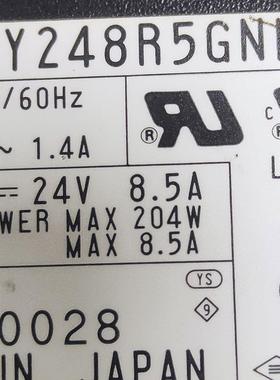 Y248R5GN
/60Hz
~ 1.4A
24V 8.5A
WER MAX 204W
MAX 8.5A
YS
9
0028
IN JAPAN